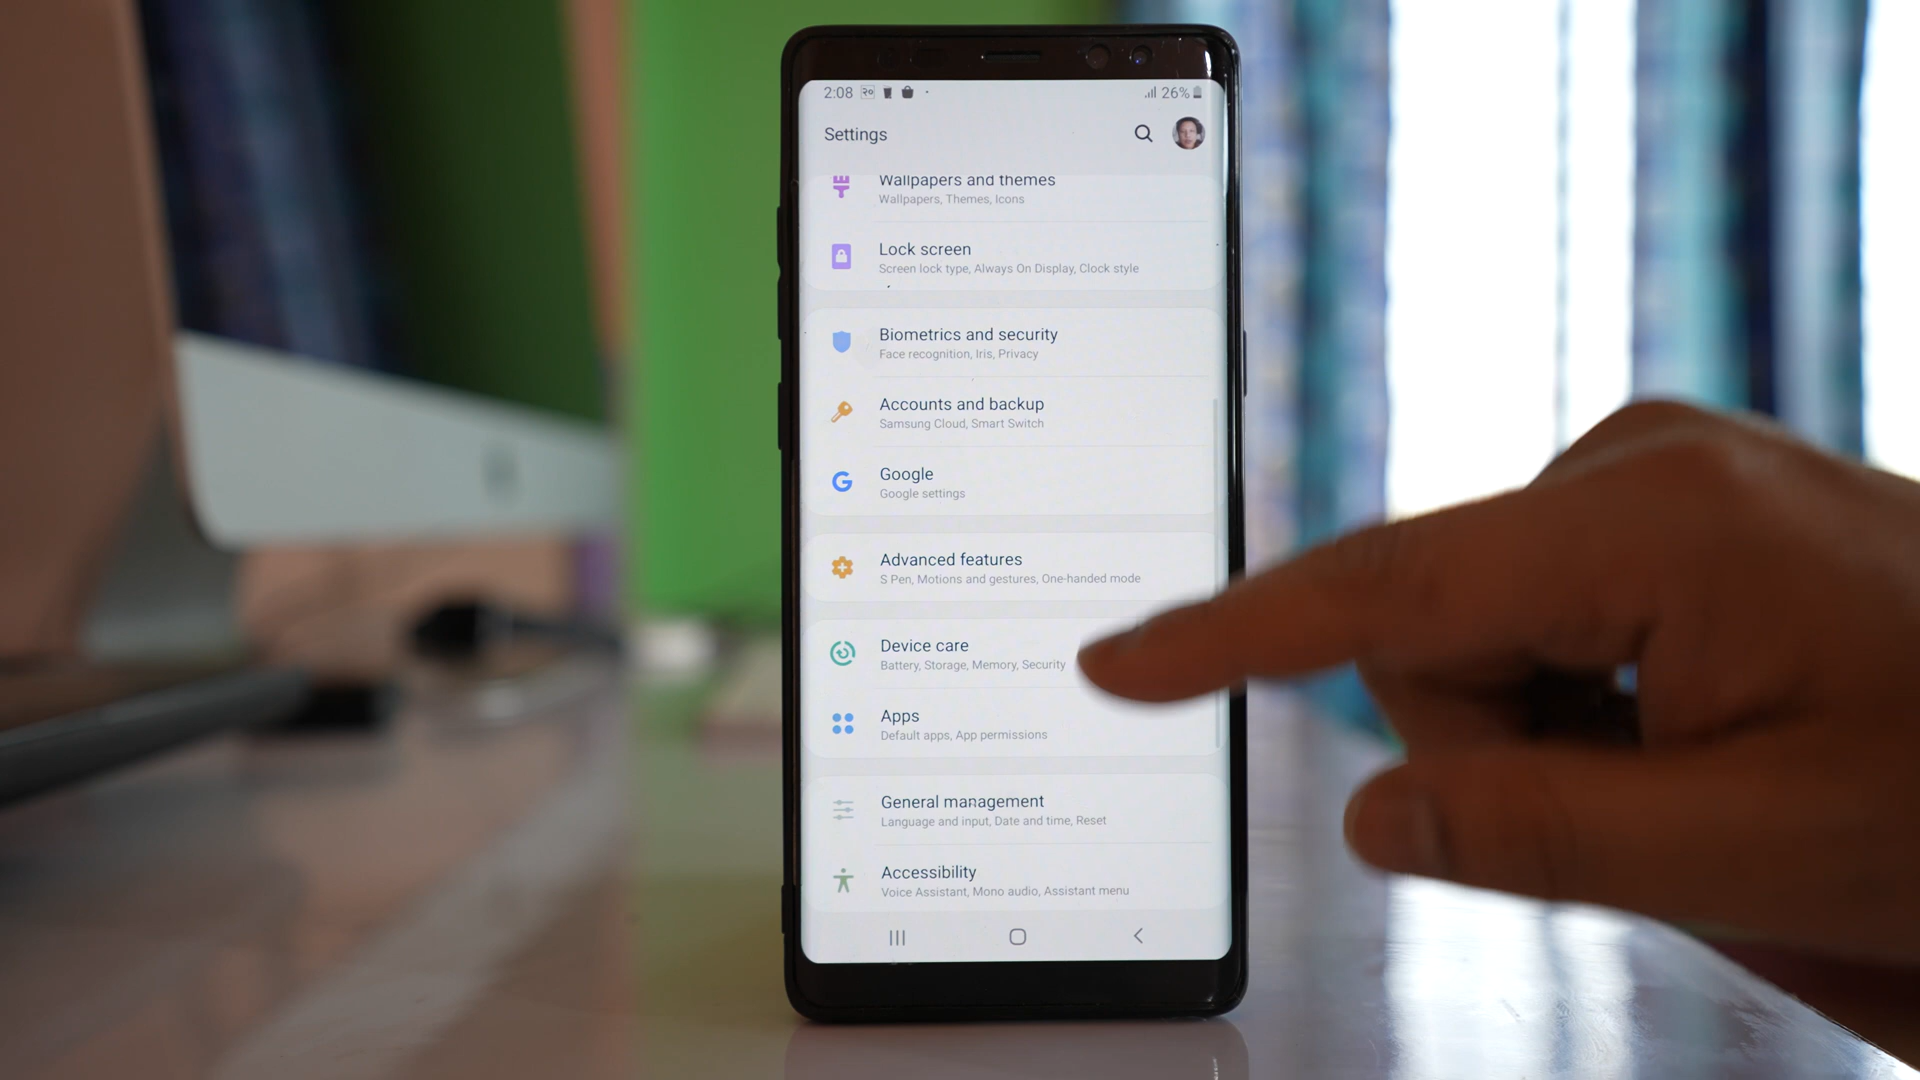 2:08 26%
Settings
Wallpapers and themes
Wallpapers, Themes, Icons
Lock screen
Screen lock type, Always On Display, Clock style
Biometrics and security
Face recognition, Iris, Privacy
Accounts and backup
Samsung Cloud, Smart Switch
Google
Google settings
Advanced features
S Pen, Motions and gestures, One-handed mode
Device care
Battery, Storage, Memory, Security
Apps
Default apps, App permissions
General management
Language and input, Date and time, Reset
Accessibility
Voice Assistant, Mono audio, Assistant menu